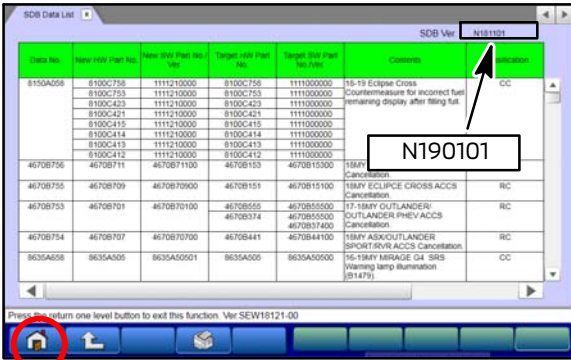 SDB Data List x
SDB Ver. N181101
Data No. New HW Part No. New SW Part No./Ver. Target HW Part No. Target SW Part No./Ver. Contents
8150A058 8100C758 1111210000 8100C758 1111000000 18-19 Eclipse Cross CC
8100C753 1111210000 8100C753 1111000000 Countermeasure for incorrect fuel
8100C423 1111210000 8100C423 1111000000 remaining display after filling full.
8100C421 1111210000 8100C421 1111000000
8100C415 1111210000 8100C415 1111000000
8100C414 1111210000 8100C414 1111000000
8100C413 1111210000 8100C413 1111000000
8100C412 1111210000 8100C412 1111000000
N190101
4670B756 4670B711 4670B71100 4670B153 4670B15300 18MY
Cancellation. RC
4670B755 4670B709 4670B70900 4670B151 4670B15100 18MY ECLIPCE CROSS ACCS RC
Cancellation.
4670B753 4670B701 4670B70100 4670B555 4670B55500 17-18MY OUTLANDER/ RC
4670B374 4670B55500 OUTLANDER PHEV ACCS
4670B37400 Cancellation.
4670B754 4670B707 4670B70700 4670B441 4670B44100 18MY ASX/OUTLANDER RC
SPORT/RVR ACCS Cancellation.
8635A658 8635A505 8635A50501 8635A505 8635A50500 16-19MY MIRAGE G4 SRS CC
Warning lamp illumination
(B1479).
Press the return one level button to exit this function. Ver.SEW18121-00